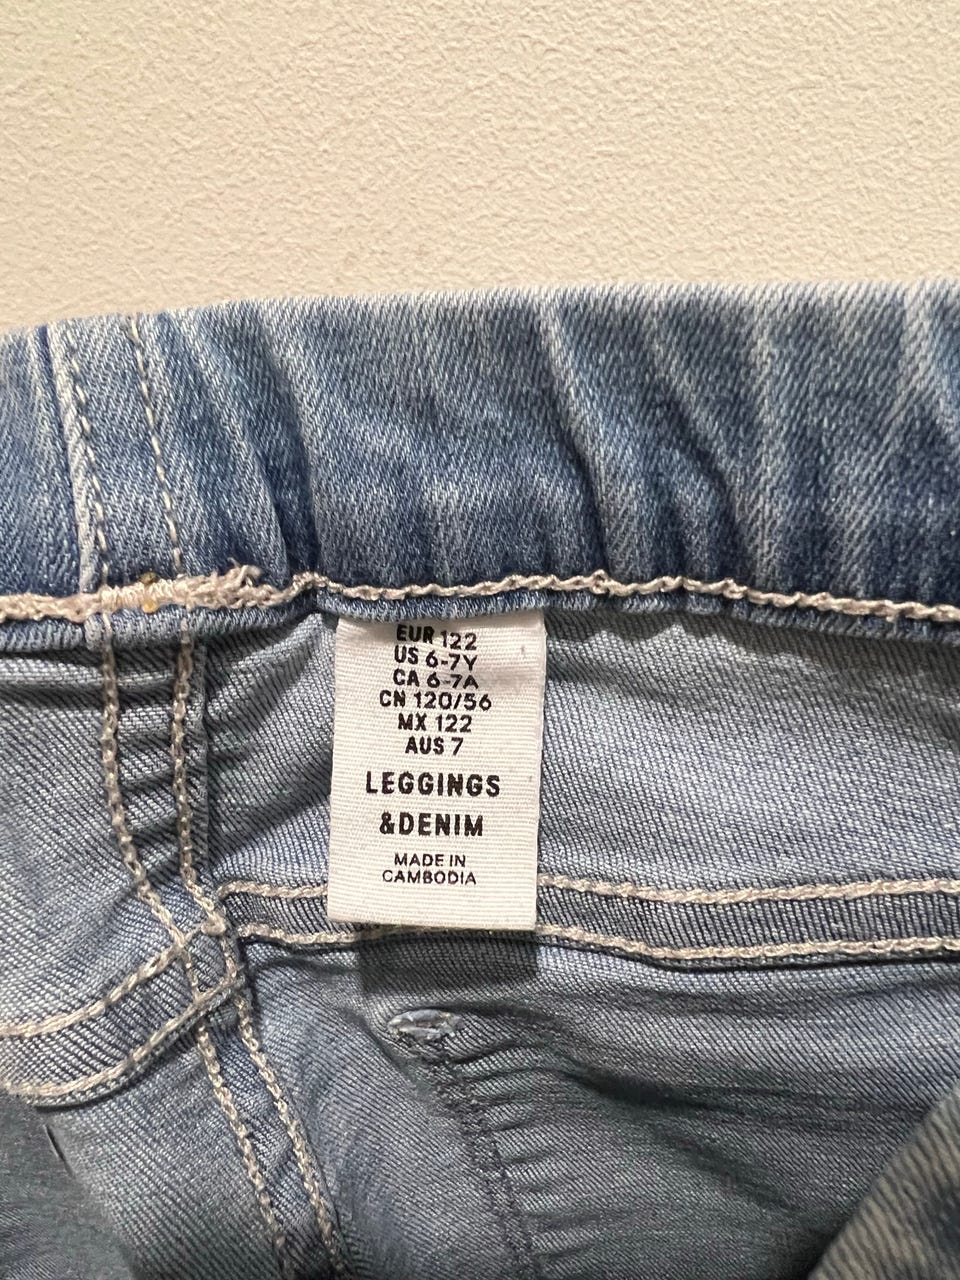 EUR 122
US 6-7Y
CA 6-7A
CN 120/56
MX 122
AUS 7
LEGGINGS
&DENIM
MADE IN
CAMBODIA